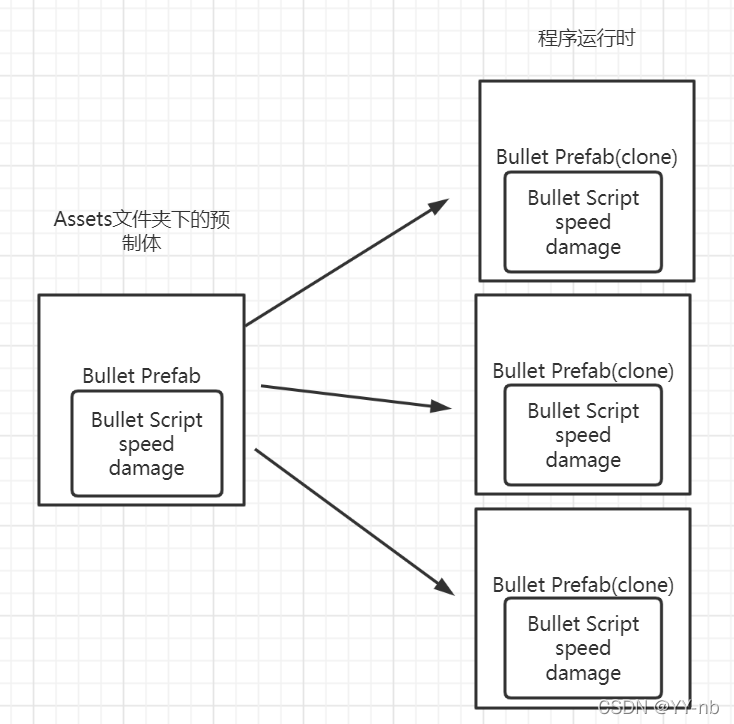 程序运行时
Bullet Prefab(clone)
Bullet Script
speed
damage
Assets文件夹下的预
制体
Bullet Prefab
Bullet Script
speed
damage
Bullet Prefab(clone)
Bullet Script
speed
damage
Bullet Prefab(clone)
Bullet Script
speed
damage
CSDN @YY-nb